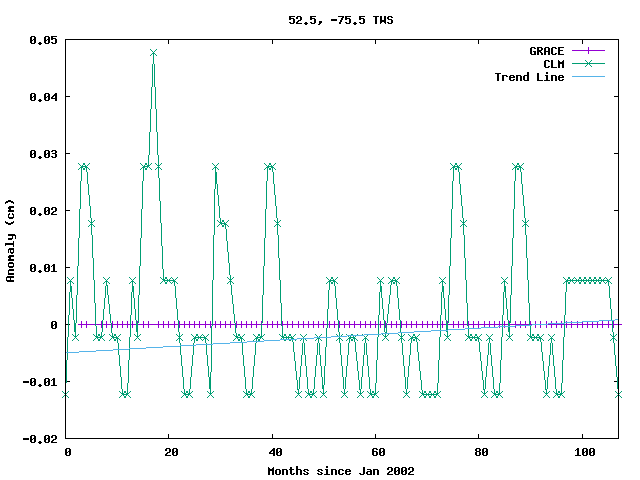 52.5, -75.5 TWS
0.05
0.04
0.03
0.02
0.01
0
-0.01
-0.02
Anomaly (cm)
GRACE
CLM
Trend Line
0 20 40 60 80 100
Months since Jan 2002